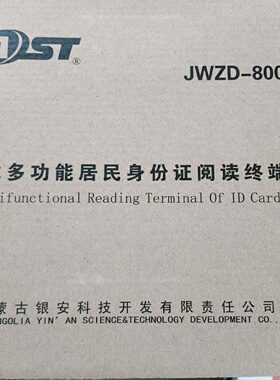 ST®
JWZD-800
多功能居民身份证阅读终端
ifunctional Reading Terminal Of ID Card
蒙古银安科技开发有限责任公司
NGOLIA YIN' AN SCIENCE&TECHNOLOGY DEVELOPMENT CO.,